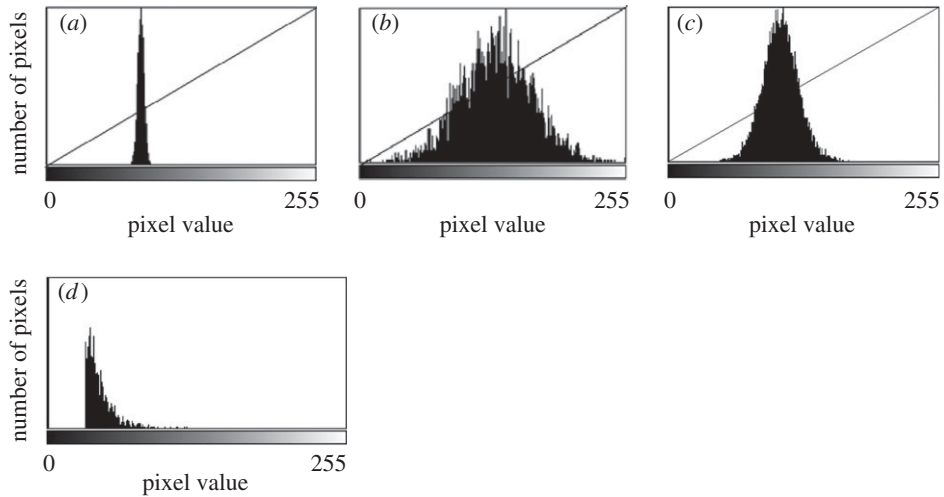 (a)
number of pixels
0 255
pixel value
(b)
0 255
pixel value
(c)
0 255
pixel value
(d)
number of pixels
0 255
pixel value